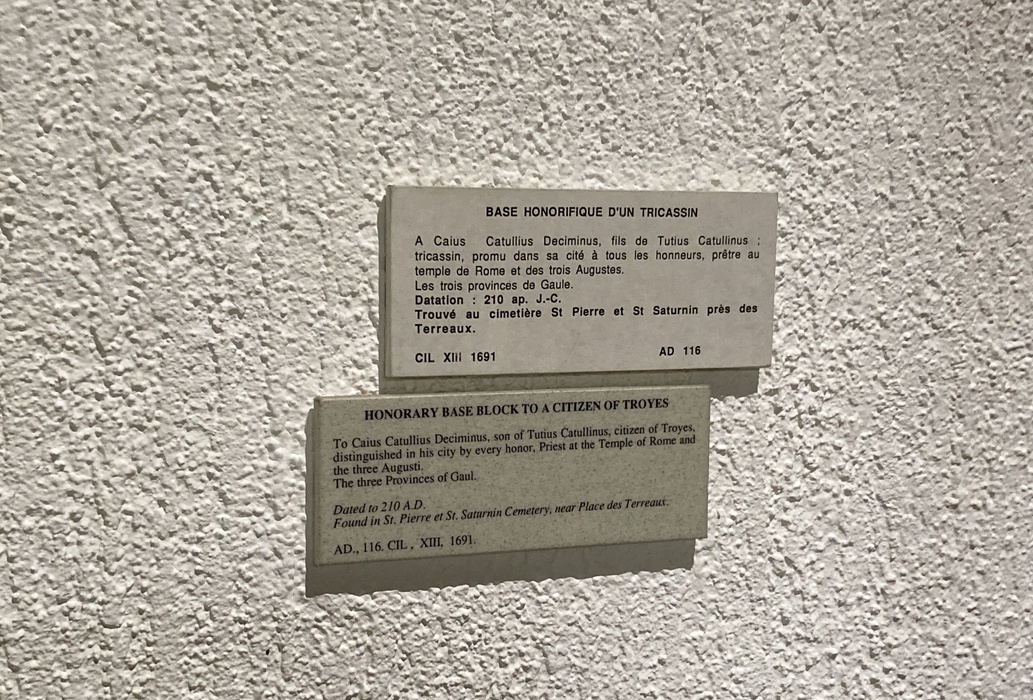 BASE HONORIFIQUE D'UN TRICASSIN
A Caius Catullius Deciminus, fils de Tutius Catullinus ;
tricassin, promu dans sa cité à tous les honneurs, prêtre au
temple de Rome et des trois Augustes.
Les trois provinces de Gaule.
Datation : 210 ap. J.-C.
Trouvé au cimetière St Pierre et St Saturnin près des
Terreaux.
CIL XIII 1691 AD 116
HONORARY BASE BLOCK TO A CITIZEN OF TROYES
To Caius Catullius Deciminus, son of Tutius Catullinus, citizen of Troyes,
distinguished in his city by every honor, Priest at the Temple of Rome and
the three Augusti.
The three Provinces of Gaul.
Dated to 210 A.D.
Found in St. Pierre et St. Saturnin Cemetery, near Place des Terreaux.
AD., 116. CIL , XIII, 1691.